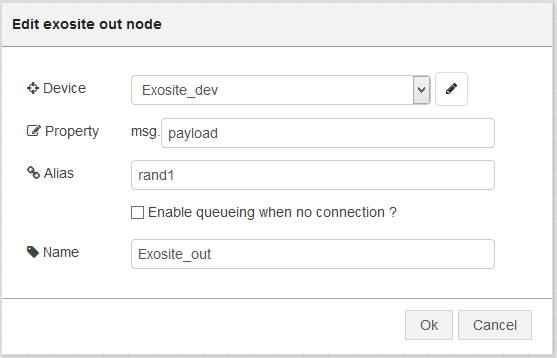 Edit exosite out node
Device Exosite_dev
Property msg. payload
Alias rand1
Enable queueing when no connection ?
Name Exosite_out
Ok Cancel